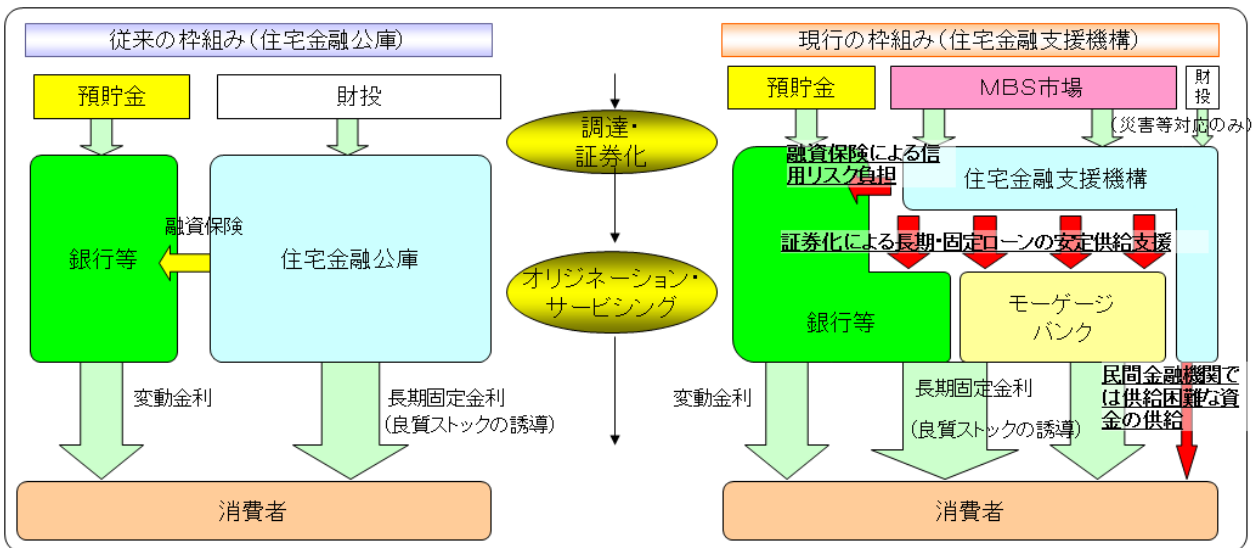 従来の枠組み(住宅金融公庫)
預貯金
財投
融資保険
銀行等
住宅金融公庫
変動金利
長期固定金利
(良質ストックの誘導)
消費者
調達・
証券化
オリジネーション・
サービシング
現行の枠組み(住宅金融支援機構)
預貯金
MBS市場
財
投
(災害等対応のみ)
融資保険による信
用リスク負担
住宅金融支援機構
証券化による長期・固定ローンの安定供給支援
銀行等
モーゲージ
バンク
変動金利
長期固定金利
(良質ストックの誘導)
民間金融機関で
は供給困難な資
金の供給
消費者